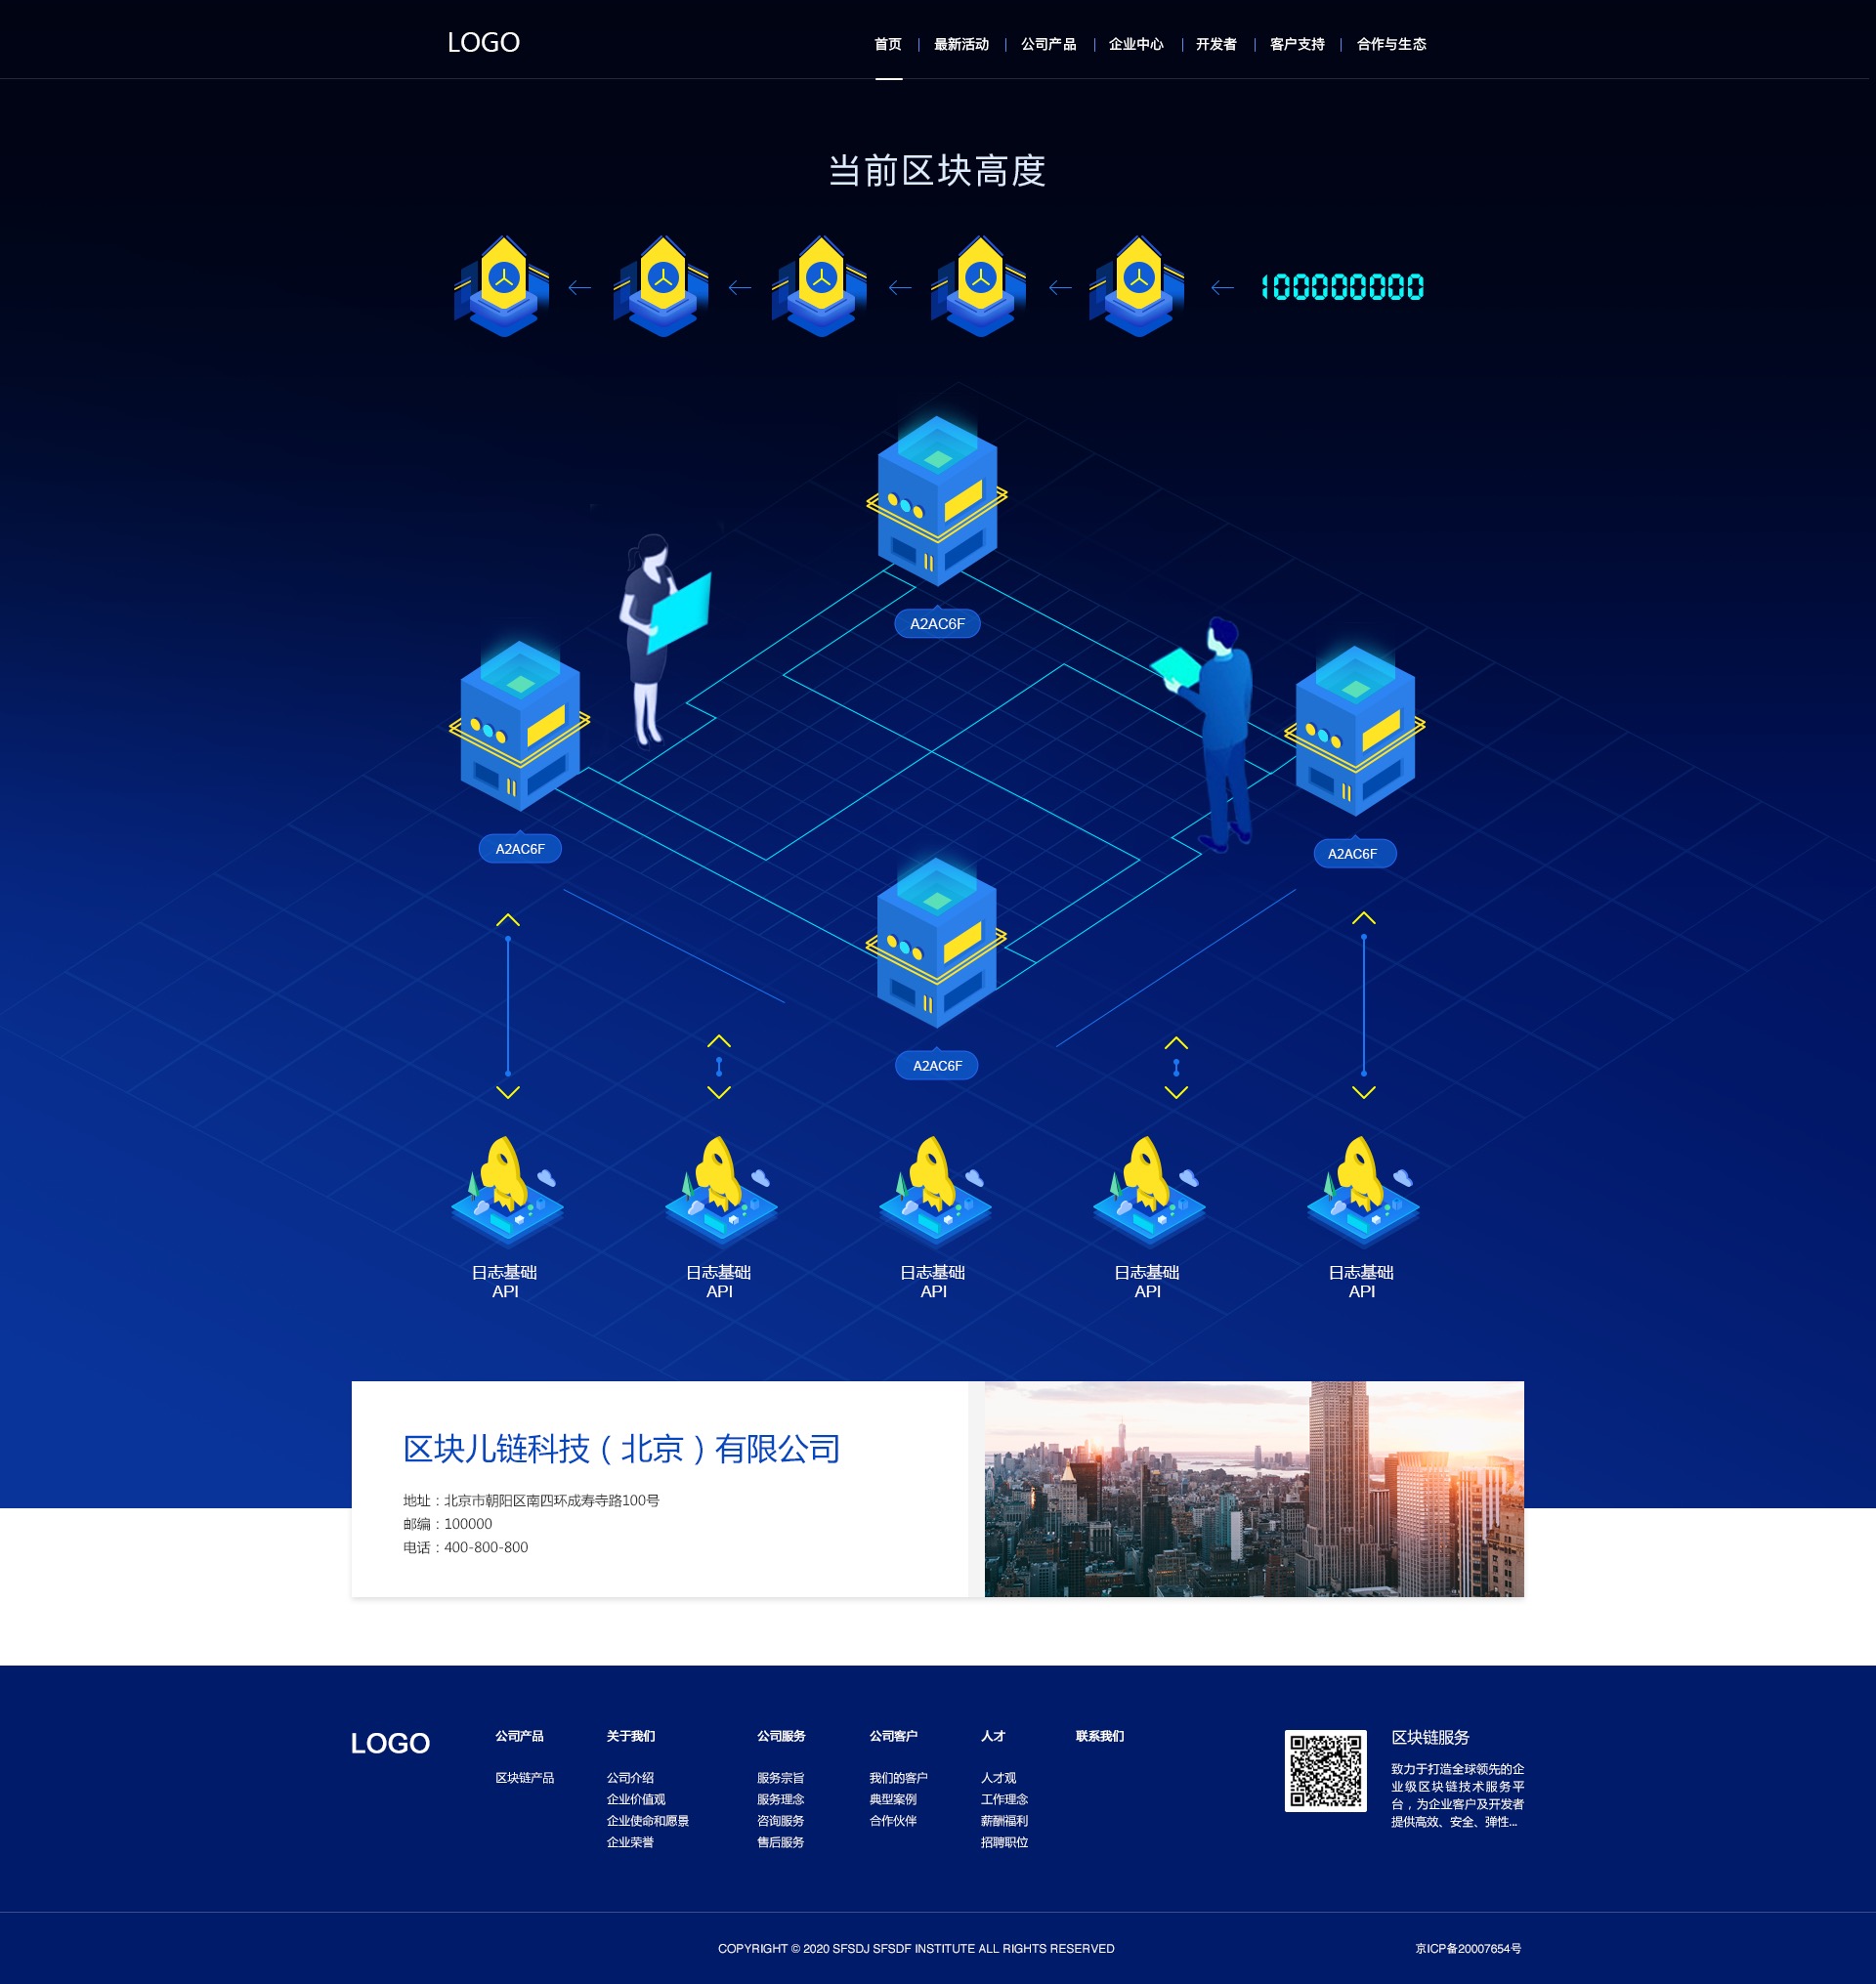 LOGO
首页 | 最新活动 | 公司产品 | 企业中心 | 开发者 | 客户支持 | 合作与生态
当前区块高度
100000000
A2AC6F
A2AC6F
A2AC6F
A2AC6F
日志基础
API
日志基础
API
日志基础
API
日志基础
API
日志基础
API
区块儿链科技（北京）有限公司
地址：北京市朝阳区南四环成寿寺路100号
邮编：100000
电话：400-800-800
LOGO
公司产品
区块链产品
关于我们
公司介绍
企业价值观
企业使命和愿景
企业荣誉
公司服务
服务宗旨
服务理念
咨询服务
售后服务
公司客户
我们的客户
典型案例
合作伙伴
人才
人才观
工作理念
薪酬福利
招聘职位
联系我们
区块链服务
致力于打造全球领先的企
业级区块链技术服务平
台，为企业客户及开发者
提供高效、安全、弹性...
COPYRIGHT © 2020 SFSDJ SFSDF INSTITUTE ALL RIGHTS RESERVED
京ICP备20007654号